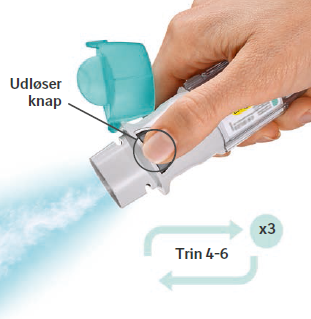 Udløser
knap
x3
Trin 4-6